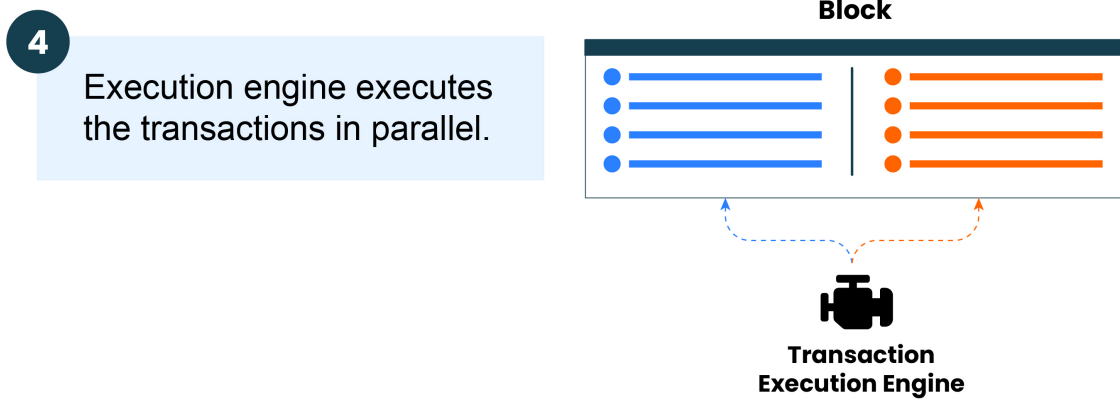 4
Execution engine executes
the transactions in parallel.
Block
Transaction
Execution Engine